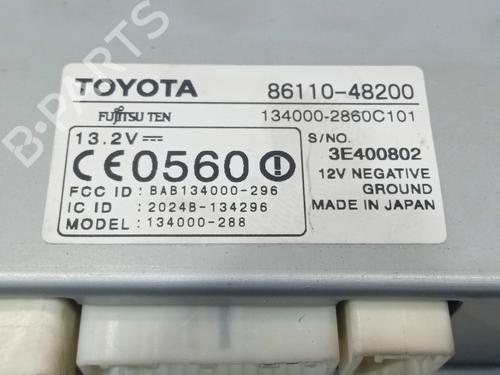 TOYOTA 86110-48200
FUJITSU TEN 134000-2860C101
13.2V S/NO.
CE0560 3E400802
FCC ID : BAB134000-296 12V NEGATIVE
IC ID : 2024B-134296 GROUND
MODEL : 134000-288 MADE IN JAPAN
B-PARTS
B-PARTS